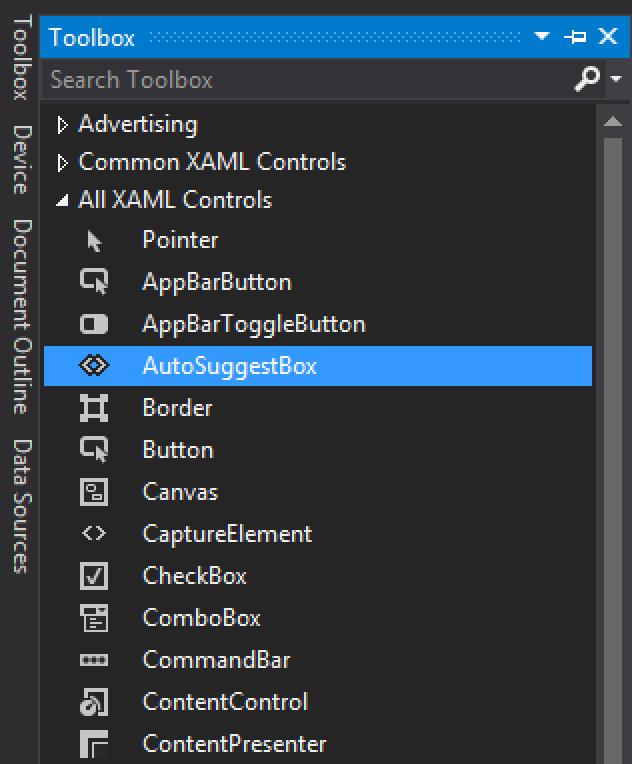 Toolbox
Device
Document Outline
Data Sources
Toolbox
Search Toolbox
Advertising
Common XAML Controls
All XAML Controls
Pointer
AppBarButton
AppBarToggleButton
AutoSuggestBox
Border
Button
Canvas
CaptureElement
CheckBox
ComboBox
CommandBar
ContentControl
ContentPresenter